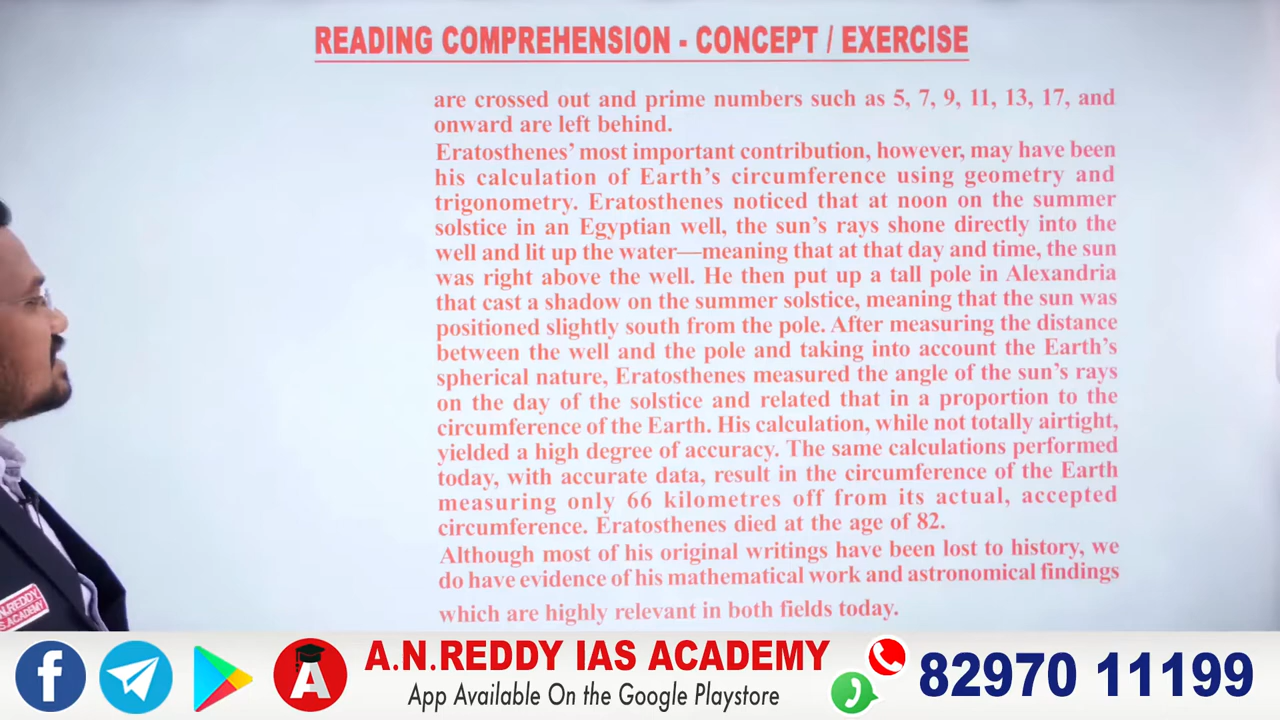 READING COMPREHENSION - CONCEPT / EXERCISE
are crossed out and prime numbers such as 5, 7, 9, 11, 13, 17, and
onward are left behind.
Eratosthenes' most important contribution, however, may have been
his calculation of Earth's circumference using geometry and
trigonometry. Eratosthenes noticed that at noon on the summer
solstice in an Egyptian well, the sun's rays shone directly into the
well and lit up the water—meaning that at that day and time, the sun
was right above the well. He then put up a tall pole in Alexandria
that cast a shadow on the summer solstice, meaning that the sun was
positioned slightly south from the pole. After measuring the distance
between the well and the pole and taking into account the Earth's
spherical nature, Eratosthenes measured the angle of the sun's rays
on the day of the solstice and related that in a proportion to the
circumference of the Earth. His calculation, while not totally airtight,
yielded a high degree of accuracy. The same calculations performed
today, with accurate data, result in the circumference of the Earth
measuring only 66 kilometres off from its actual, accepted
circumference. Eratosthenes died at the age of 82.
Although most of his original writings have been lost to history, we
do have evidence of his mathematical work and astronomical findings
which are highly relevant in both fields today.
.N.REDDY
S.ACADEMY
A.N.REDDY IAS ACADEMY
App Available On the Google Playstore
82970 11199